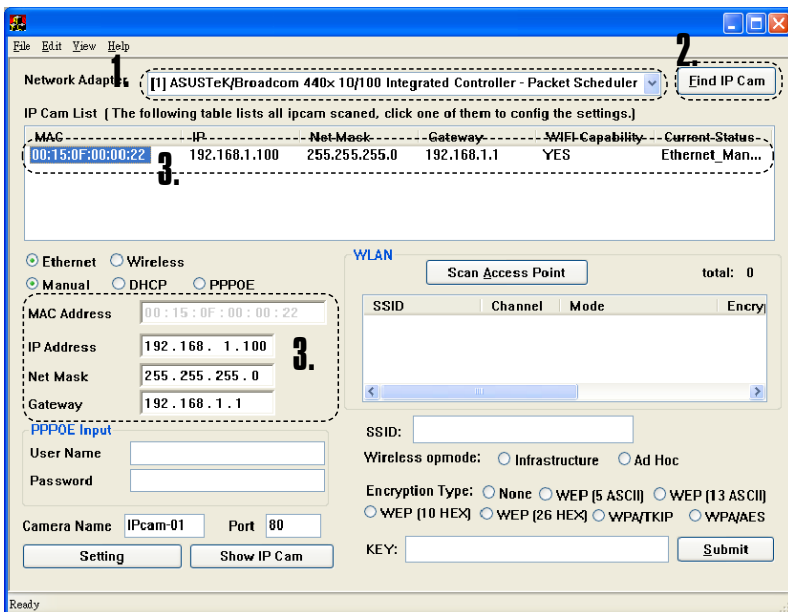 File Edit View Help
1.
2.
Network Adapter [1] ASUSTeK/Broadcom 440x 10/100 Integrated Controller - Packet Scheduler Find IP Cam
IP Cam List ( The following table lists all ipcam scaned, click one of them to config the settings.)
MAC IP Net Mask Gateway WIFI Capability Current Status
00:15:0F:00:00:22 192.168.1.100 255.255.255.0 192.168.1.1 YES Ethernet_Man...
3.
Ethernet Wireless
Manual DHCP PPPOE
MAC Address 00:15:0F:00:00:22
IP Address 192.168. 1.100
Net Mask 255.255.255.0
Gateway 192.168.1.1
3.
PPPOE Input
User Name
Password
Camera Name IPcam-01 Port 80
Setting Show IP Cam
WLAN
Scan Access Point total: 0
SSID Channel Mode Encryp
SSID:
Wireless opmode: Infrastructure Ad Hoc
Encryption Type: None WEP (5 ASCII) WEP (13 ASCII)
WEP (10 HEX) WEP (26 HEX) WPA/TKIP WPA/AES
KEY: Submit
Ready